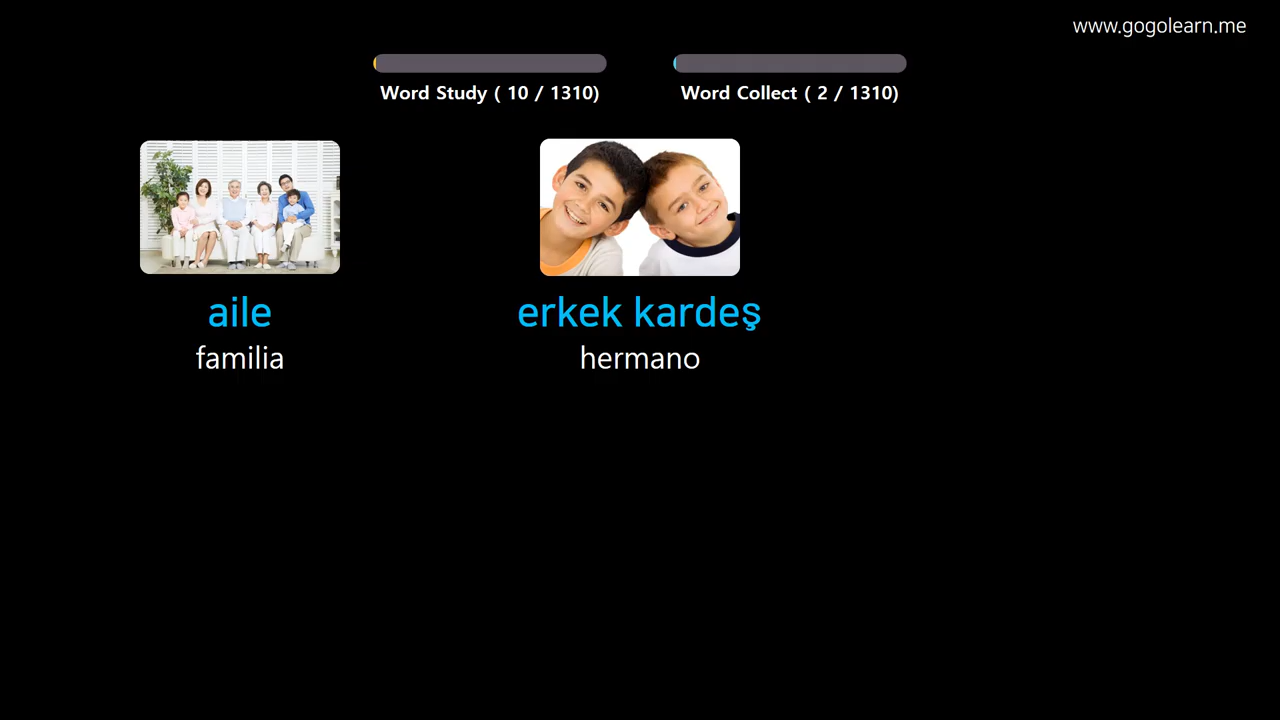 www.gogolearn.me
Word Study ( 10 / 1310)
Word Collect ( 2 / 1310)
aile
familia
erkek kardeş
hermano